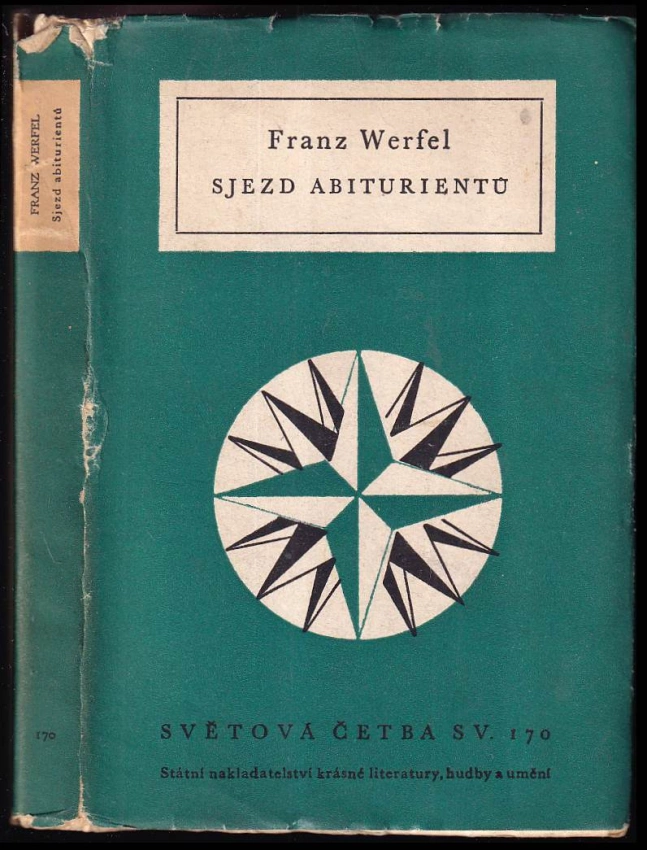 FRANZ WERFEL
Sjezd abiturientů
170
Franz Werfel
SJEZD ABITURIENTŮ
SVĚTOVÁ ČETBA SV. 170
Státní nakladatelství krásné literatury, hudby a umění